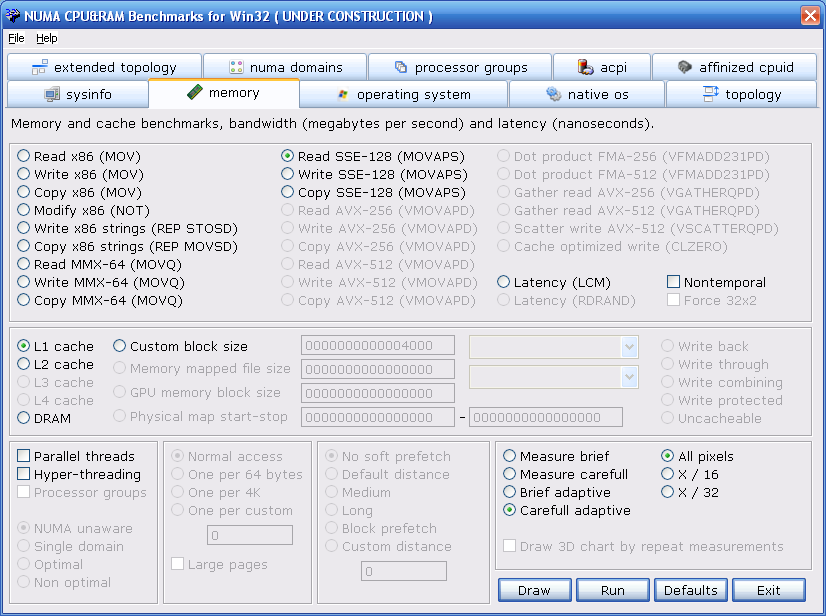 NUMA CPU&RAM Benchmarks for Win32 ( UNDER CONSTRUCTION )
File Help
extended topology numa domains processor groups acpi affinized cpuid
sysinfo memory operating system native os topology
Memory and cache benchmarks, bandwidth (megabytes per second) and latency (nanoseconds).
Read x86 (MOV) Read SSE-128 (MOVAPS) Dot product FMA-256 (VFMADD231PD)
Write x86 (MOV) Write SSE-128 (MOVAPS) Dot product FMA-512 (VFMADD231PD)
Copy x86 (MOV) Copy SSE-128 (MOVAPS) Gather read AVX-256 (VGATHERQPD)
Modify x86 (NOT) Read AVX-256 (VMOVAPD) Gather read AVX-512 (VGATHERQPD)
Write x86 strings (REP STOSD) Write AVX-256 (VMOVAPD) Scatter write AVX-512 (VSCATTERQPD)
Copy x86 strings (REP MOVSD) Copy AVX-256 (VMOVAPD) Cache optimized write (CLZERO)
Read MMX-64 (MOVQ) Read AVX-512 (VMOVAPD)
Write MMX-64 (MOVQ) Write AVX-512 (VMOVAPD) Latency (LCM) Nontemporal
Copy MMX-64 (MOVQ) Copy AVX-512 (VMOVAPD) Latency (RDRAND) Force 32x2
L1 cache Custom block size 0000000000004000 Write back
L2 cache Memory mapped file size 0000000000000000 Write through
L3 cache GPU memory block size 0000000000000000 Write combining
L4 cache Physical map start-stop 0000000000000000 - 0000000000000000 Write protected
DRAM Uncacheable
Parallel threads Normal access No soft prefetch Measure brief All pixels
Hyper-threading One per 64 bytes Default distance Measure carefull X / 16
Processor groups One per 4K Medium Brief adaptive X / 32
One per custom Long Carefull adaptive
NUMA unaware 0 Block prefetch
Single domain Custom distance Draw 3D chart by repeat measurements
Optimal Large pages 0
Non optimal
Draw Run Defaults Exit